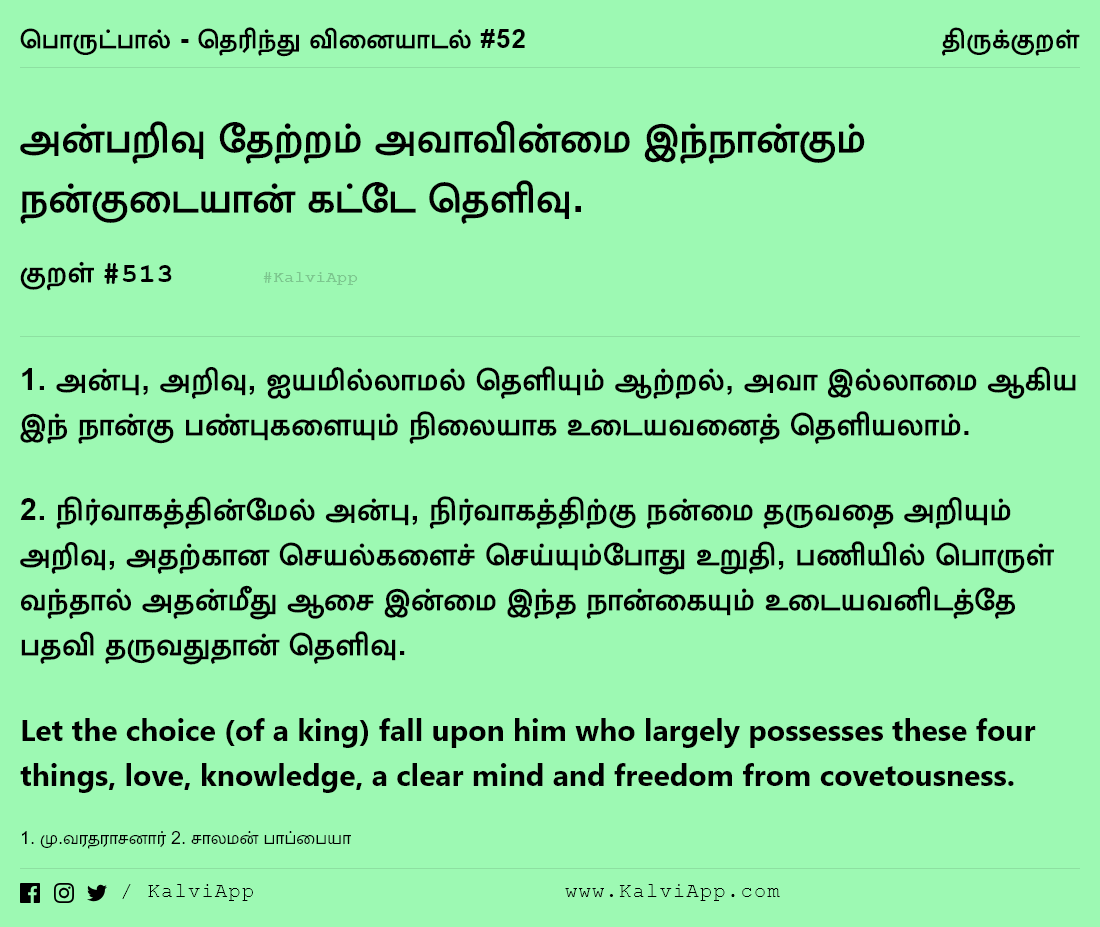 பொருட்பால் - தெரிந்து வினையாடல் #52 திருக்குறள்
அன்பறிவு தேற்றம் அவாவின்மை இந்நான்கும்
நன்குடையான் கட்டே தெளிவு.
குறள் #513 #KalviApp
1. அன்பு, அறிவு, ஐயமில்லாமல் தெளியும் ஆற்றல், அவா இல்லாமை ஆகிய
இந் நான்கு பண்புகளையும் நிலையாக உடையவனைத் தெளியலாம்.
2. நிர்வாகத்தின்மேல் அன்பு, நிர்வாகத்திற்கு நன்மை தருவதை அறியும்
அறிவு, அதற்கான செயல்களைச் செய்யும்போது உறுதி, பணியில் பொருள்
வந்தால் அதன்மீது ஆசை இன்மை இந்த நான்கையும் உடையவனிடத்தே
பதவி தருவதுதான் தெளிவு.
Let the choice (of a king) fall upon him who largely possesses these four
things, love, knowledge, a clear mind and freedom from covetousness.
1. மு.வரதராசனார் 2. சாலமன் பாப்பையா
/ KalviApp www.KalviApp.com